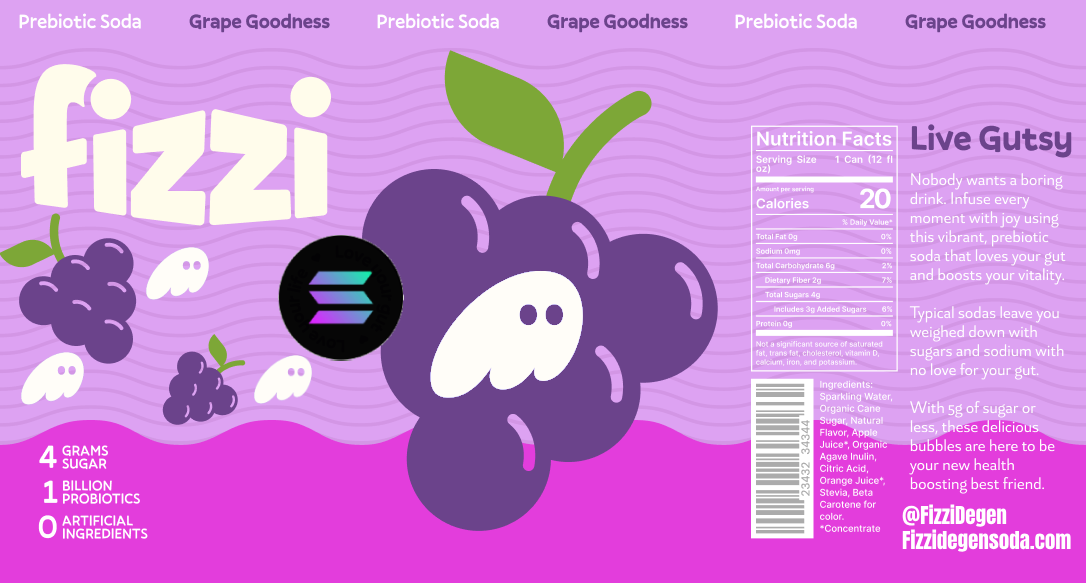 Prebiotic Soda Grape Goodness Prebiotic Soda Grape Goodness Prebiotic Soda Grape Goodness
fizzi
4 GRAMS
SUGAR
1 BILLION
PROBIOTICS
0 ARTIFICIAL
INGREDIENTS
Nutrition Facts
Serving Size 1 Can (12 fl
oz)
Amount per serving
Calories 20
% Daily Value*
Total Fat 0g 0%
Sodium 0mg 0%
Total Carbohydrate 6g 2%
Dietary Fiber 2g 7%
Total Sugars 4g
Includes 3g Added Sugars 6%
Protein 0g 0%
Not a significant source of saturated
fat, trans fat, cholesterol, vitamin D,
calcium, iron, and potassium.
23432 34344
Ingredients:
Sparkling Water,
Organic Cane
Sugar, Natural
Flavor, Apple
Juice*, Organic
Agave Inulin,
Citric Acid,
Orange Juice*,
Stevia, Beta
Carotene for
color.
*Concentrate
Live Gutsy
Nobody wants a boring
drink. Infuse every
moment with joy using
this vibrant, prebiotic
soda that loves your gut
and boosts your vitality.
Typical sodas leave you
weighed down with
sugars and sodium with
no love for your gut.
With 5g of sugar or
less, these delicious
bubbles are here to be
your new health
boosting best friend.
@FizziDegen
Fizzidegensoda.com